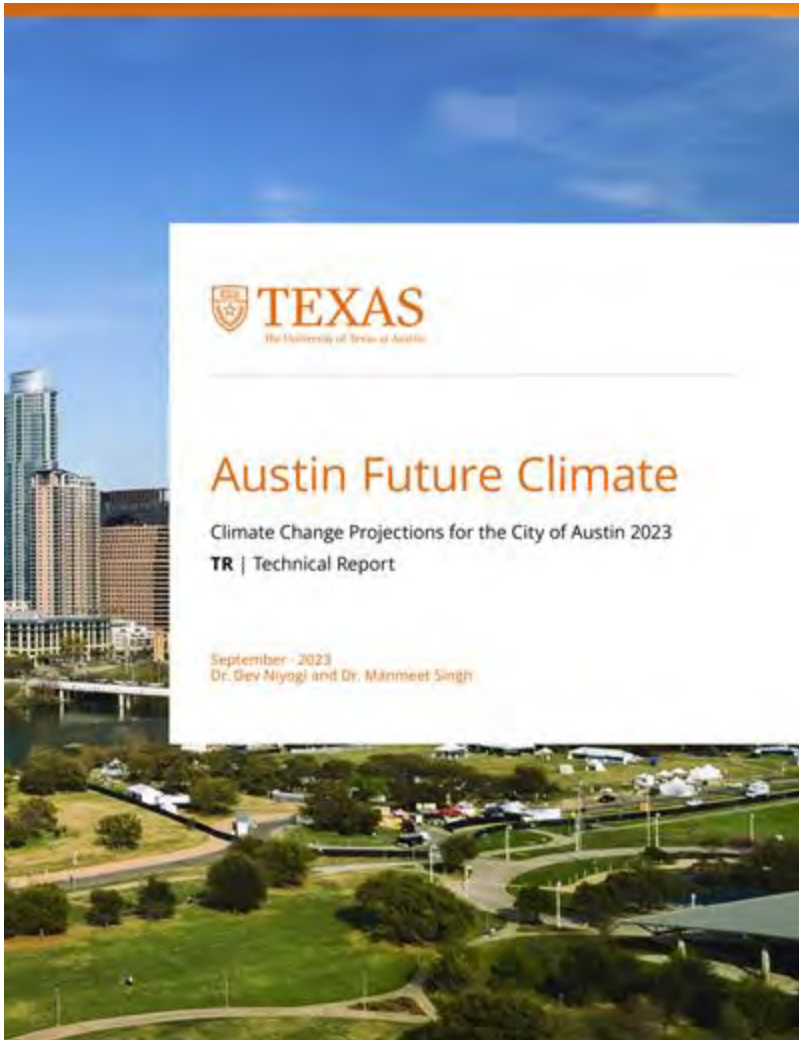 TEXAS
The University of Texas at Austin
Austin Future Climate
Climate Change Projections for the City of Austin 2023
TR | Technical Report
September - 2023
Dr. Dev Niyogi and Dr. Manmeet Singh